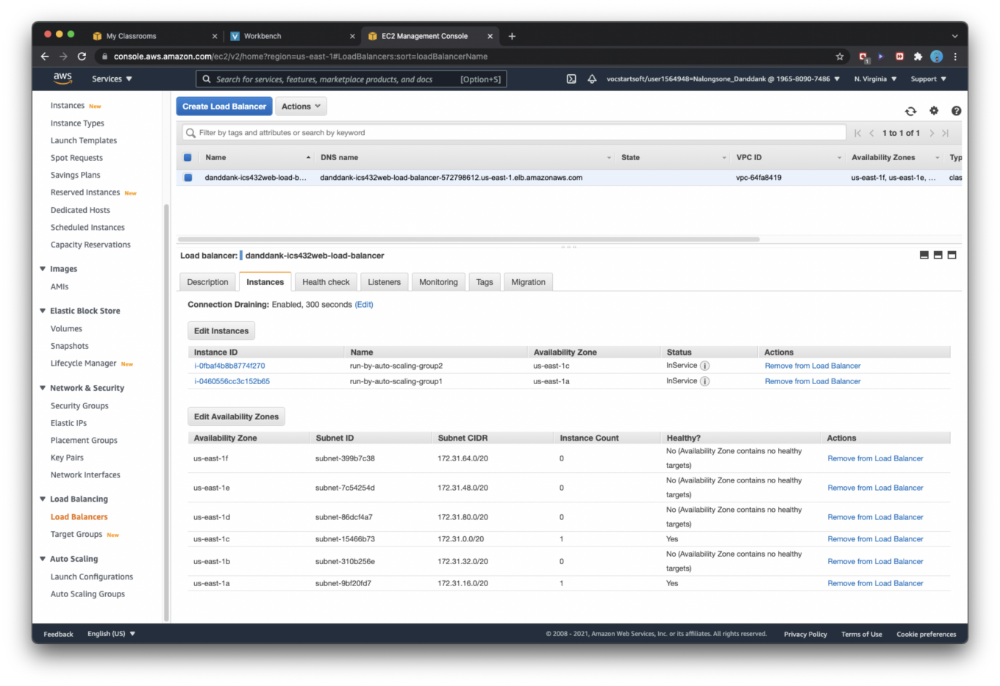 My Classrooms
Workbench
EC2 Management Console
console.aws.amazon.com/ec2/v2/home?region=us-east-1#LoadBalancers:sort=loadBalancerName
1
aws
Services
Search for services, features, marketplace products, and docs [Option+S]
vocstartsoft/user1564948=Nalongsone_Danddank @ 1965-8090-7486
N. Virginia
Support
Instances New
Instance Types
Launch Templates
Spot Requests
Savings Plans
Reserved Instances New
Dedicated Hosts
Scheduled Instances
Capacity Reservations
Images
AMIs
Elastic Block Store
Volumes
Snapshots
Lifecycle Manager New
Network & Security
Security Groups
Elastic IPs
Placement Groups
Key Pairs
Network Interfaces
Load Balancing
Load Balancers
Target Groups New
Auto Scaling
Launch Configurations
Auto Scaling Groups
Create Load Balancer Actions
Filter by tags and attributes or search by keyword
1 to 1 of 1
Name DNS name State VPC ID Availability Zones Typ
danddank-ics432web-load-b... danddank-ics432web-load-balancer-572798612.us-east-1.elb.amazonaws.com vpc-64fa8419 us-east-1f, us-east-1e, ... clas
Load balancer: danddank-ics432web-load-balancer
Description Instances Health check Listeners Monitoring Tags Migration
Connection Draining: Enabled, 300 seconds (Edit)
Edit Instances
Instance ID Name Availability Zone Status Actions
i-0fbaf4b8b8774f270 run-by-auto-scaling-group2 us-east-1c InService i Remove from Load Balancer
i-0460556cc3c152b65 run-by-auto-scaling-group1 us-east-1a InService i Remove from Load Balancer
Edit Availability Zones
Availability Zone Subnet ID Subnet CIDR Instance Count Healthy? Actions
us-east-1f subnet-399b7c38 172.31.64.0/20 0 No (Availability Zone contains no healthy
targets) Remove from Load Balancer
us-east-1e subnet-7c54254d 172.31.48.0/20 0 No (Availability Zone contains no healthy
targets) Remove from Load Balancer
us-east-1d subnet-86dcf4a7 172.31.80.0/20 0 No (Availability Zone contains no healthy
targets) Remove from Load Balancer
us-east-1c subnet-15466b73 172.31.0.0/20 1 Yes Remove from Load Balancer
us-east-1b subnet-310b256e 172.31.32.0/20 0 No (Availability Zone contains no healthy
targets) Remove from Load Balancer
us-east-1a subnet-9bf20fd7 172.31.16.0/20 1 Yes Remove from Load Balancer
Feedback English (US) © 2008 - 2021, Amazon Web Services, Inc. or its affiliates. All rights reserved. Privacy Policy Terms of Use Cookie preferences